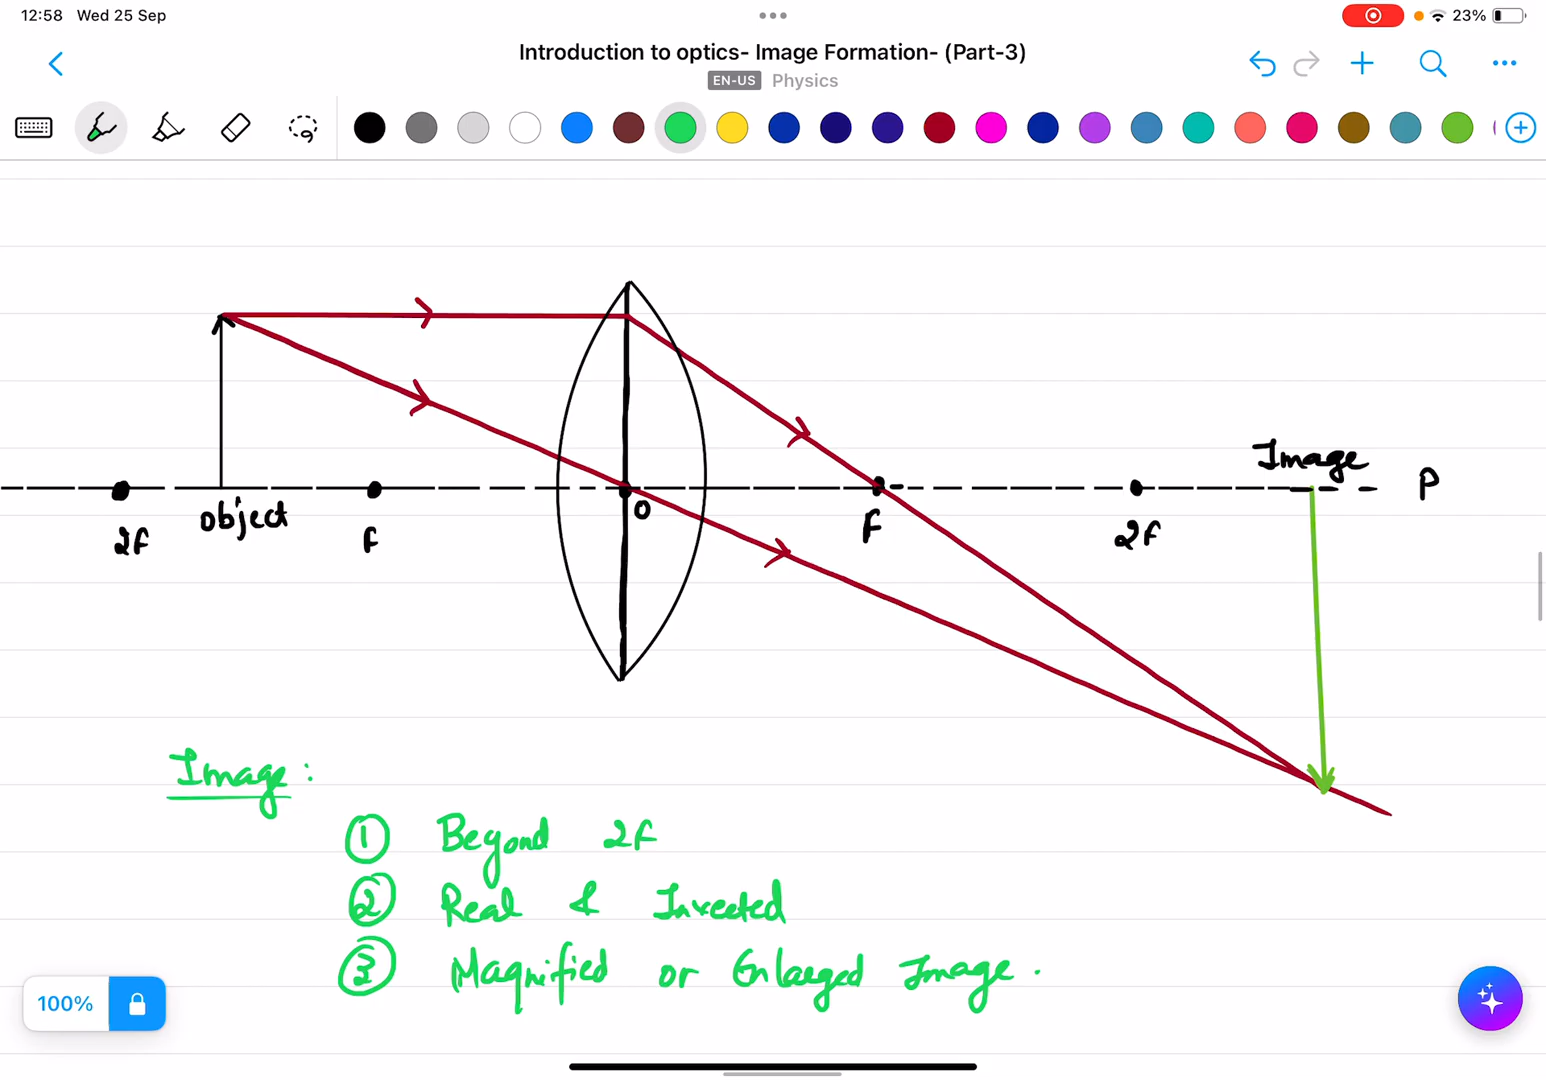 12:58 Wed 25 Sep
23%
Introduction to optics- Image Formation- (Part-3)
EN-US Physics
Image
P
object
O
2F
F
F
2F
Image:
① Beyond 2F
② Real & Inverted
③ Magnified or Enlarged Image.
100%